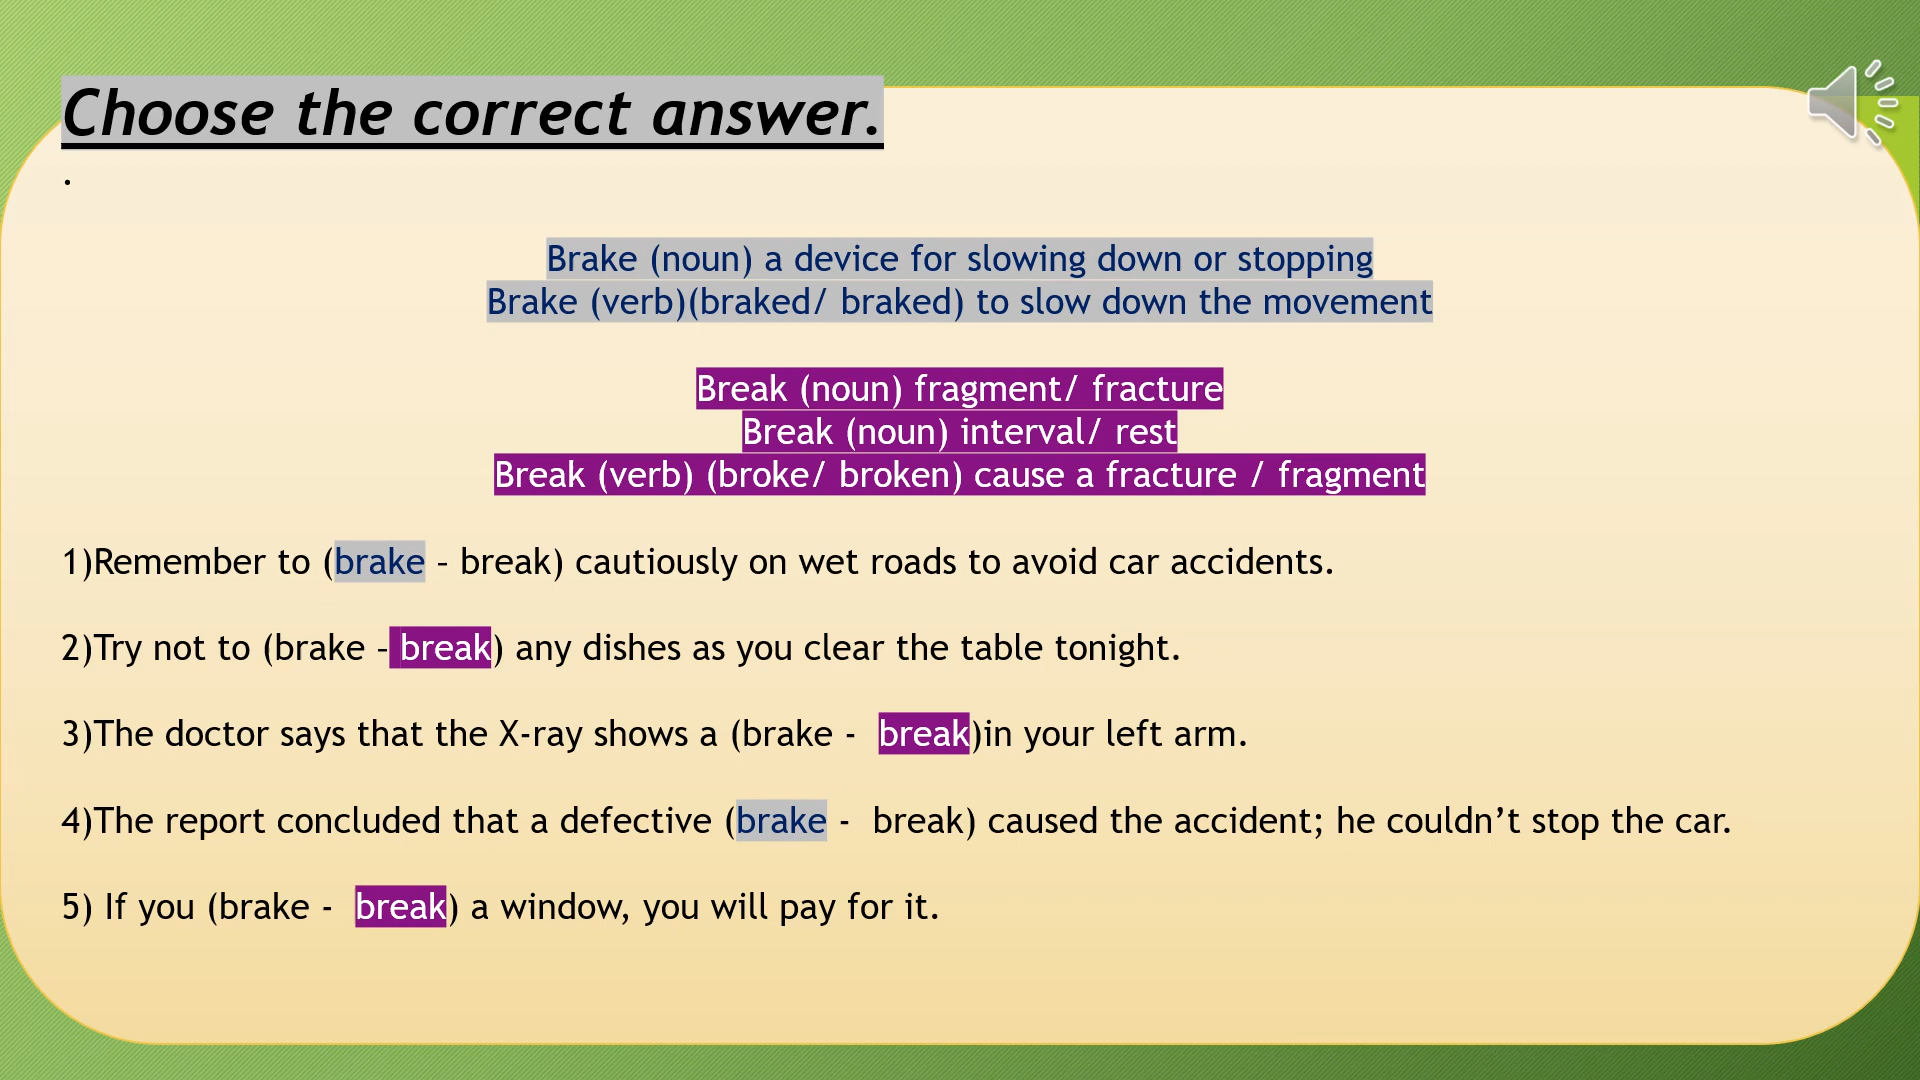 Choose the correct answer.
.
Brake (noun) a device for slowing down or stopping
Brake (verb)(braked/ braked) to slow down the movement
Break (noun) fragment/ fracture
Break (noun) interval/ rest
Break (verb) (broke/ broken) cause a fracture / fragment
1)Remember to (brake – break) cautiously on wet roads to avoid car accidents.
2)Try not to (brake – break) any dishes as you clear the table tonight.
3)The doctor says that the X-ray shows a (brake -  break)in your left arm.
4)The report concluded that a defective (brake -  break) caused the accident; he couldn’t stop the car.
5) If you (brake -  break) a window, you will pay for it.